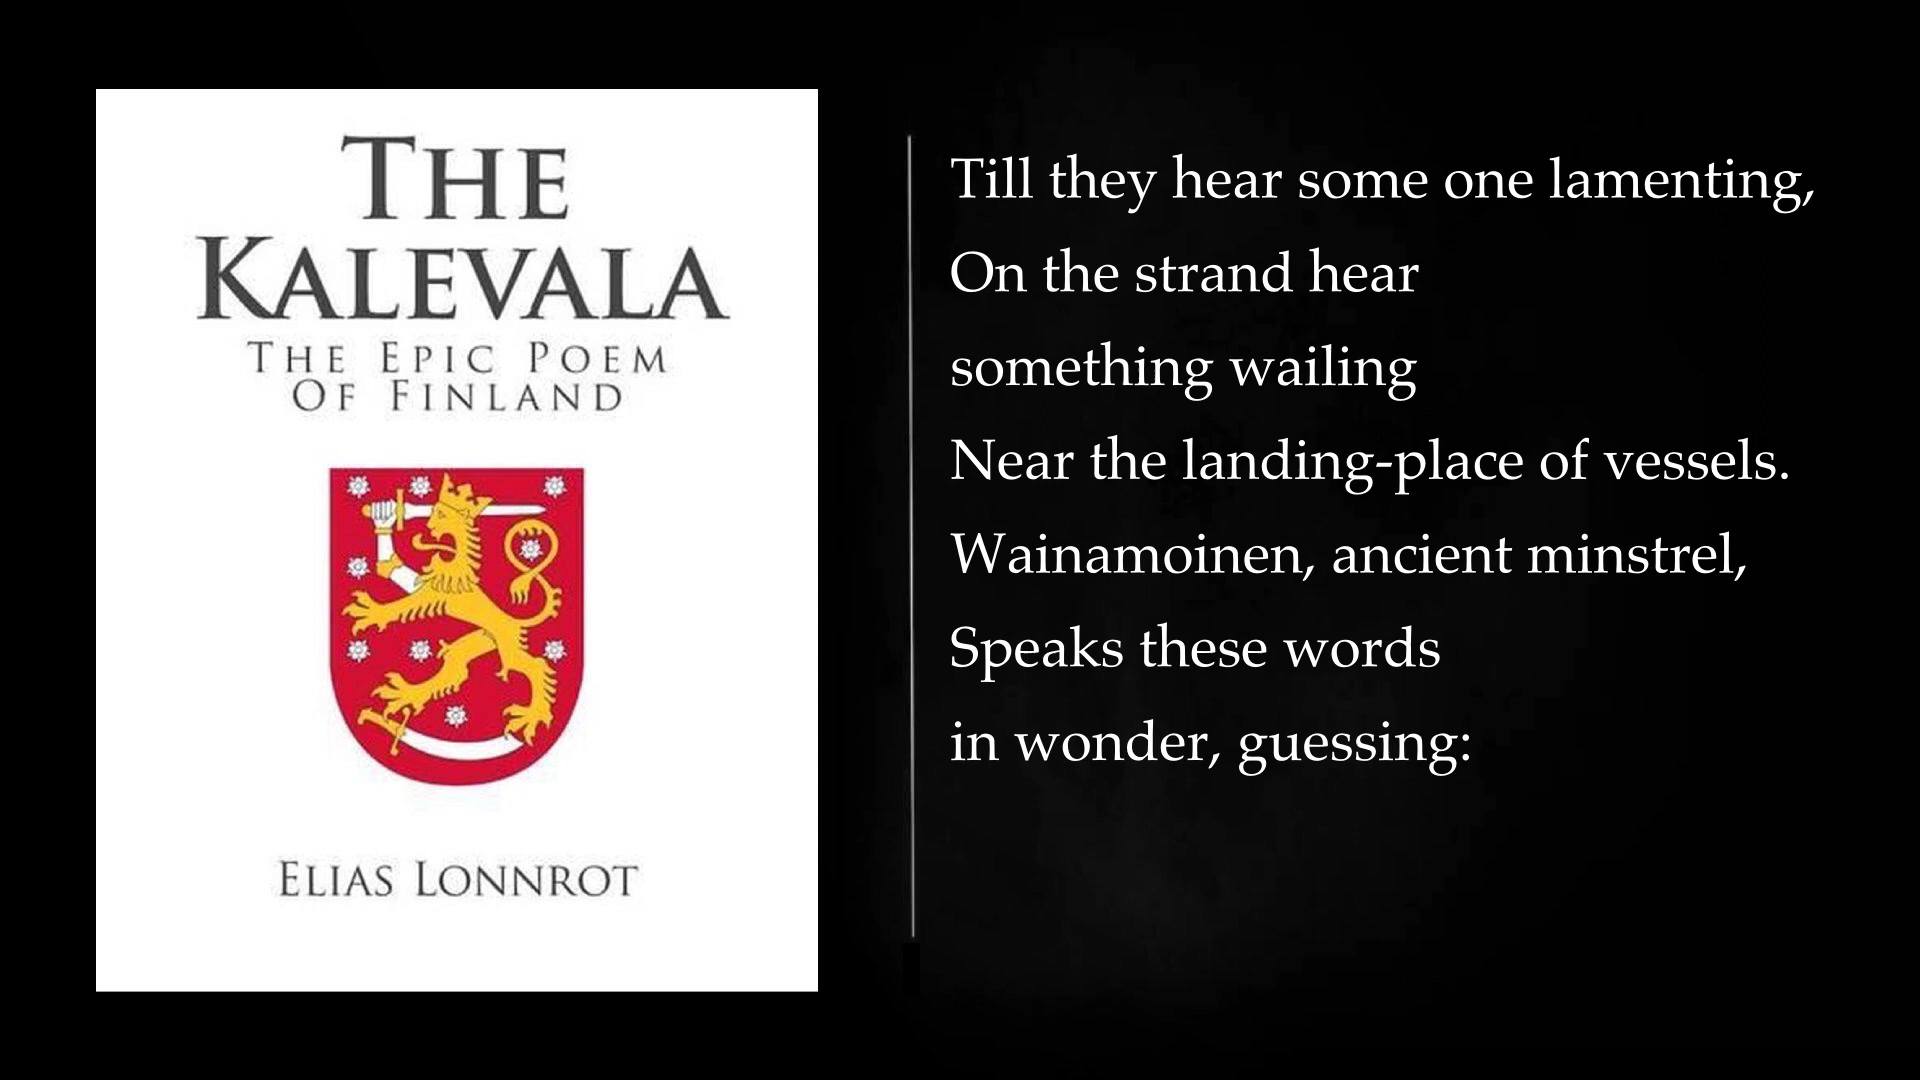 THE
KALEVALA
THE EPIC POEM
OF FINLAND
ELIAS LONNROT
Till they hear some one lamenting,
On the strand hear
something wailing
Near the landing-place of vessels.
Wainamoinen, ancient minstrel,
Speaks these words
in wonder, guessing: